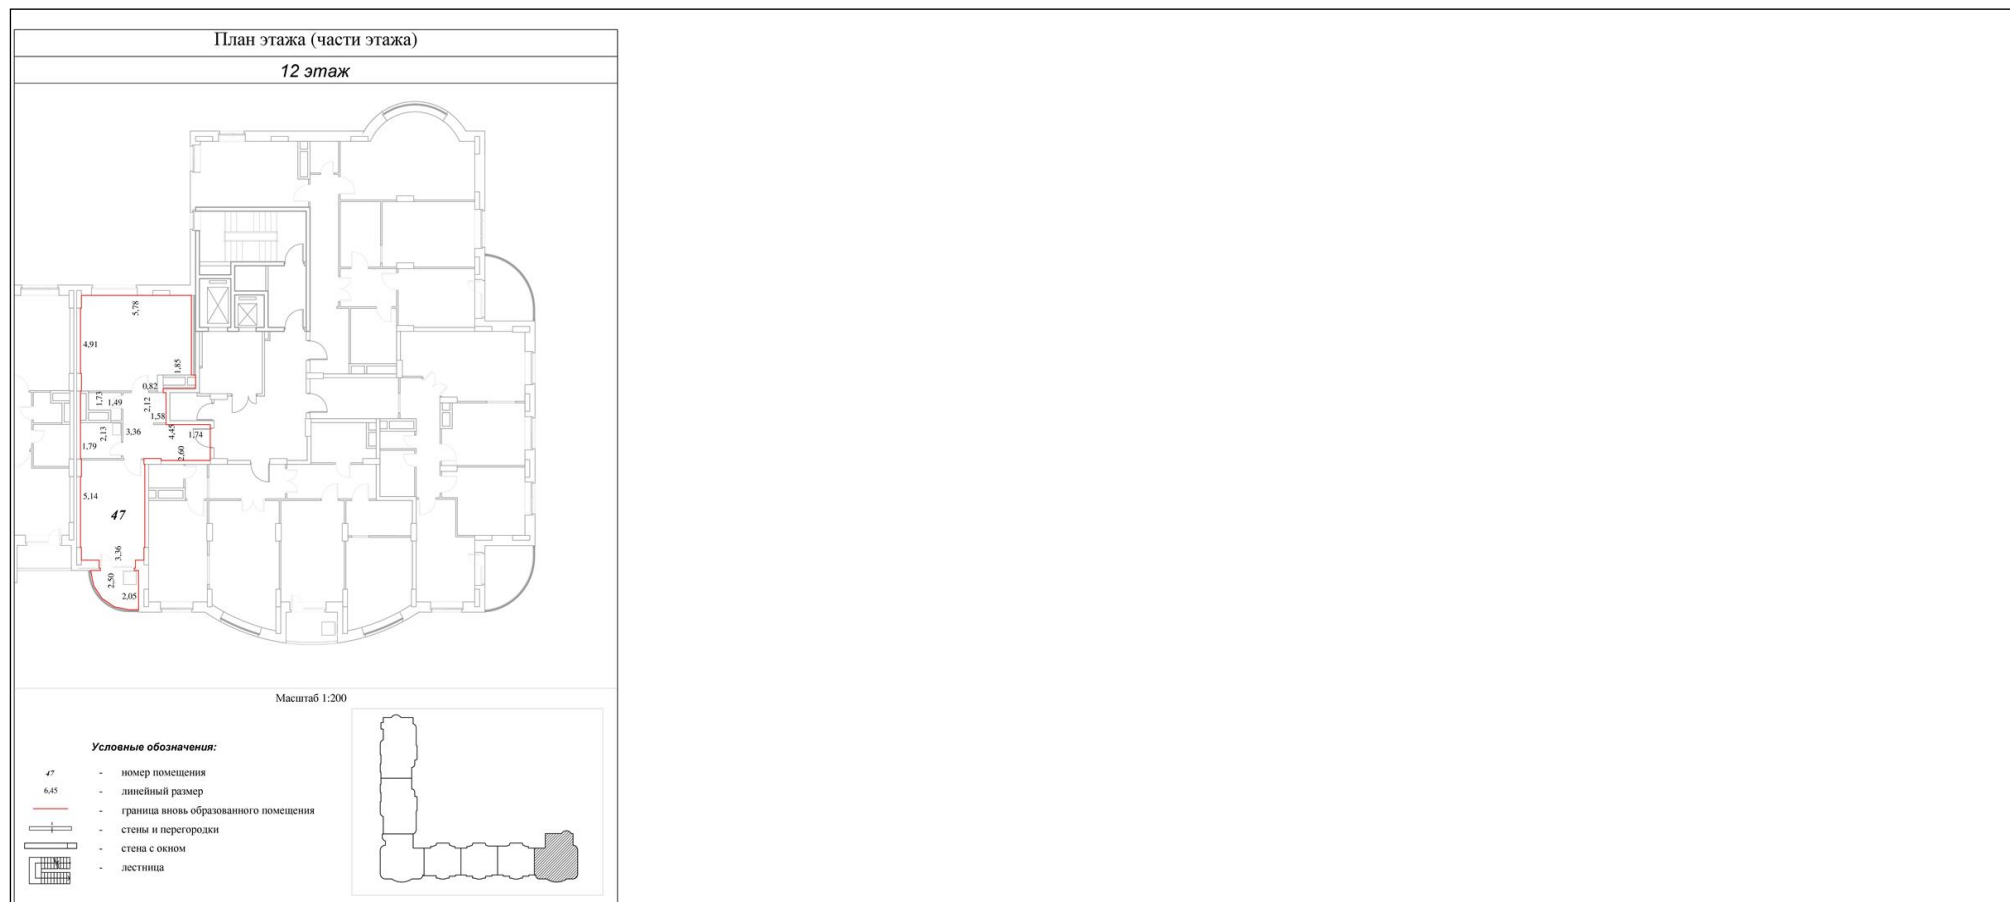 План этажа (части этажа)
12 этаж
5,78
4,91
1,85
0,82
1,73
1,49
2,12
1,58
4,45
1,74
3,36
2,13
1,79
2,60
5,14
47
3,36
2,50
2,05
Масштаб 1:200
Условные обозначения:
47 - номер помещения
6,45 - линейный размер
- граница вновь образованного помещения
- стены и перегородки
- стена с окном
- лестница